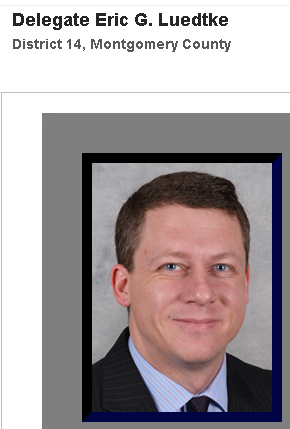 Delegate Eric G. Luedtke
District 14, Montgomery County